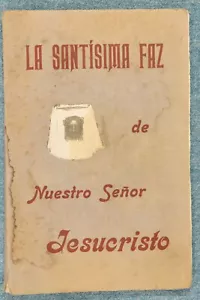 LA SANTÍSIMA FAZ
de
Nuestro Señor
Jesucristo